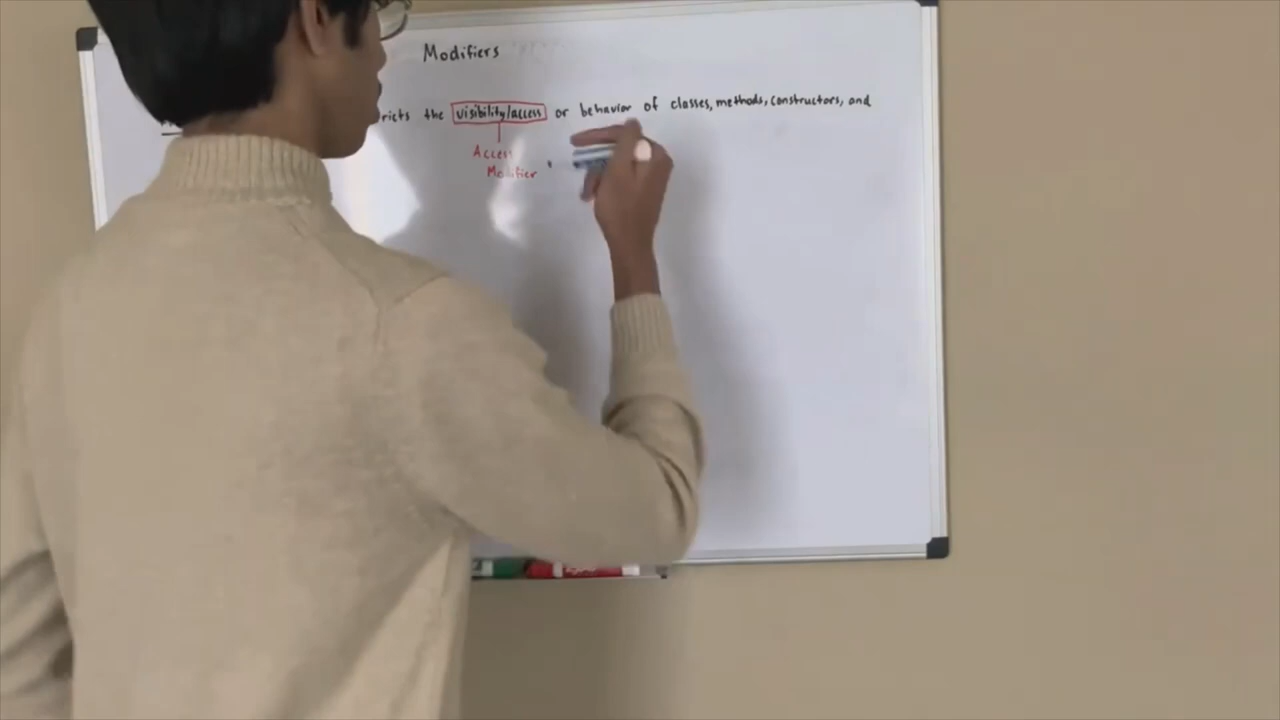 Modifiers
ricts the visibility/access or behavior of classes, methods, constructors, and
Access
Modifier